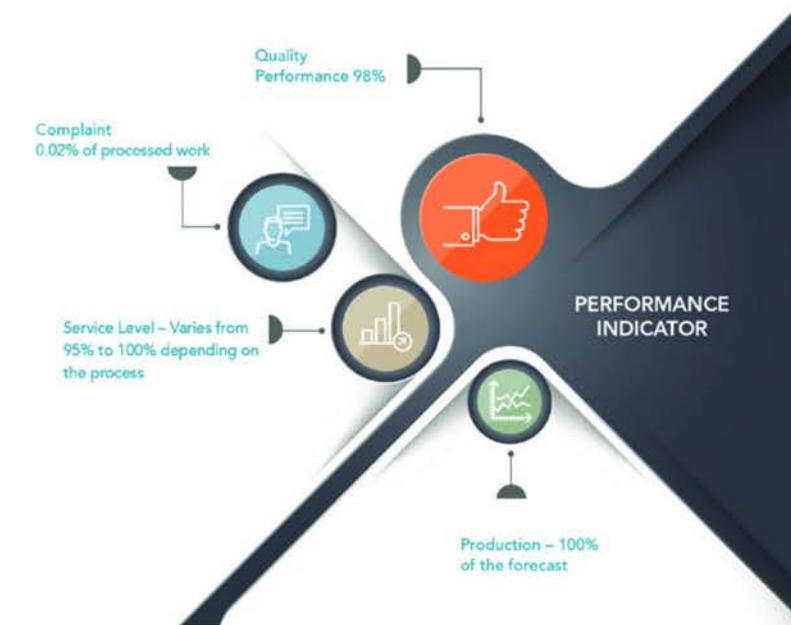 Quality
Performance 98%
Complaint
0.02% of processed work
Service Level – Varies from
95% to 100% depending on
the process
PERFORMANCE
INDICATOR
Production – 100%
of the forecast